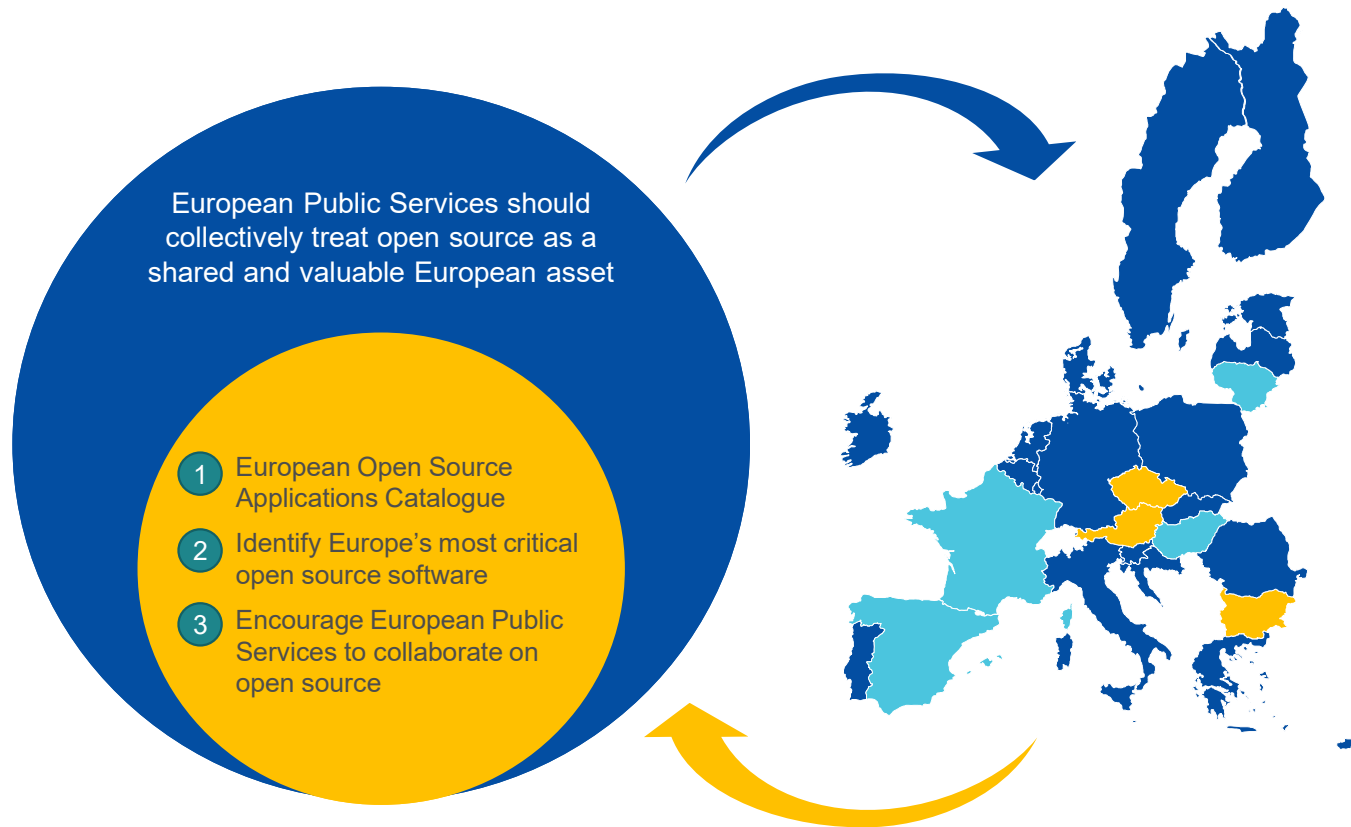 European Public Services should
collectively treat open source as a
shared and valuable European asset
1 European Open Source
Applications Catalogue
2 Identify Europe's most critical
open source software
3 Encourage European Public
Services to collaborate on
open source